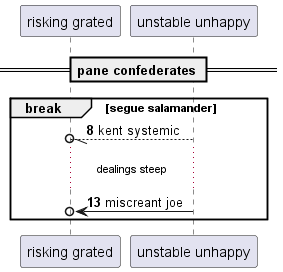 risking grated
unstable unhappy
pane confederates
break
[segue salamander]
8 kent systemic
dealings steep
13 miscreant joe
risking grated
unstable unhappy